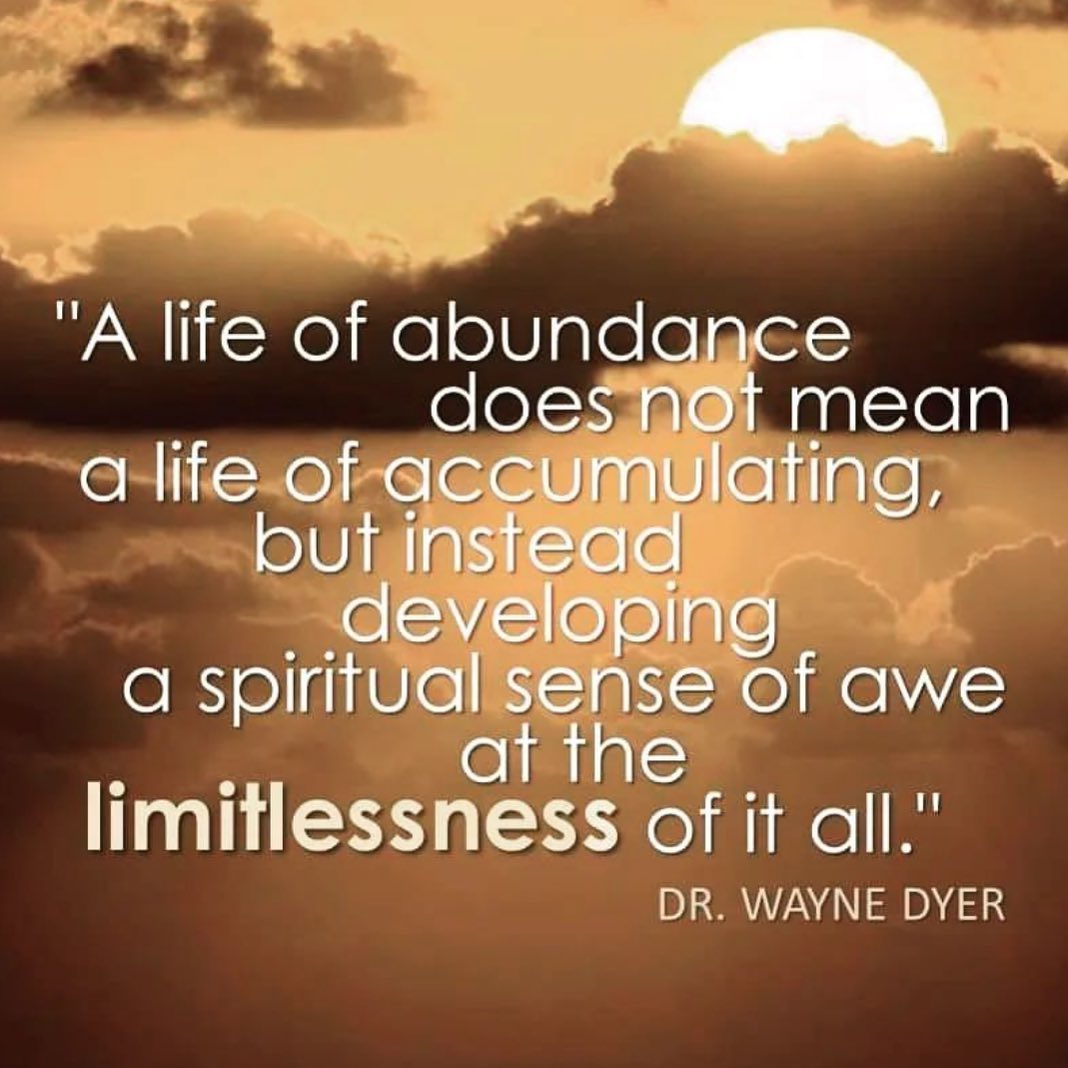 "A life of abundance
does not mean
a life of accumulating,
but instead
developing
a spiritual sense of awe
at the
limitlessness of it all."
DR. WAYNE DYER